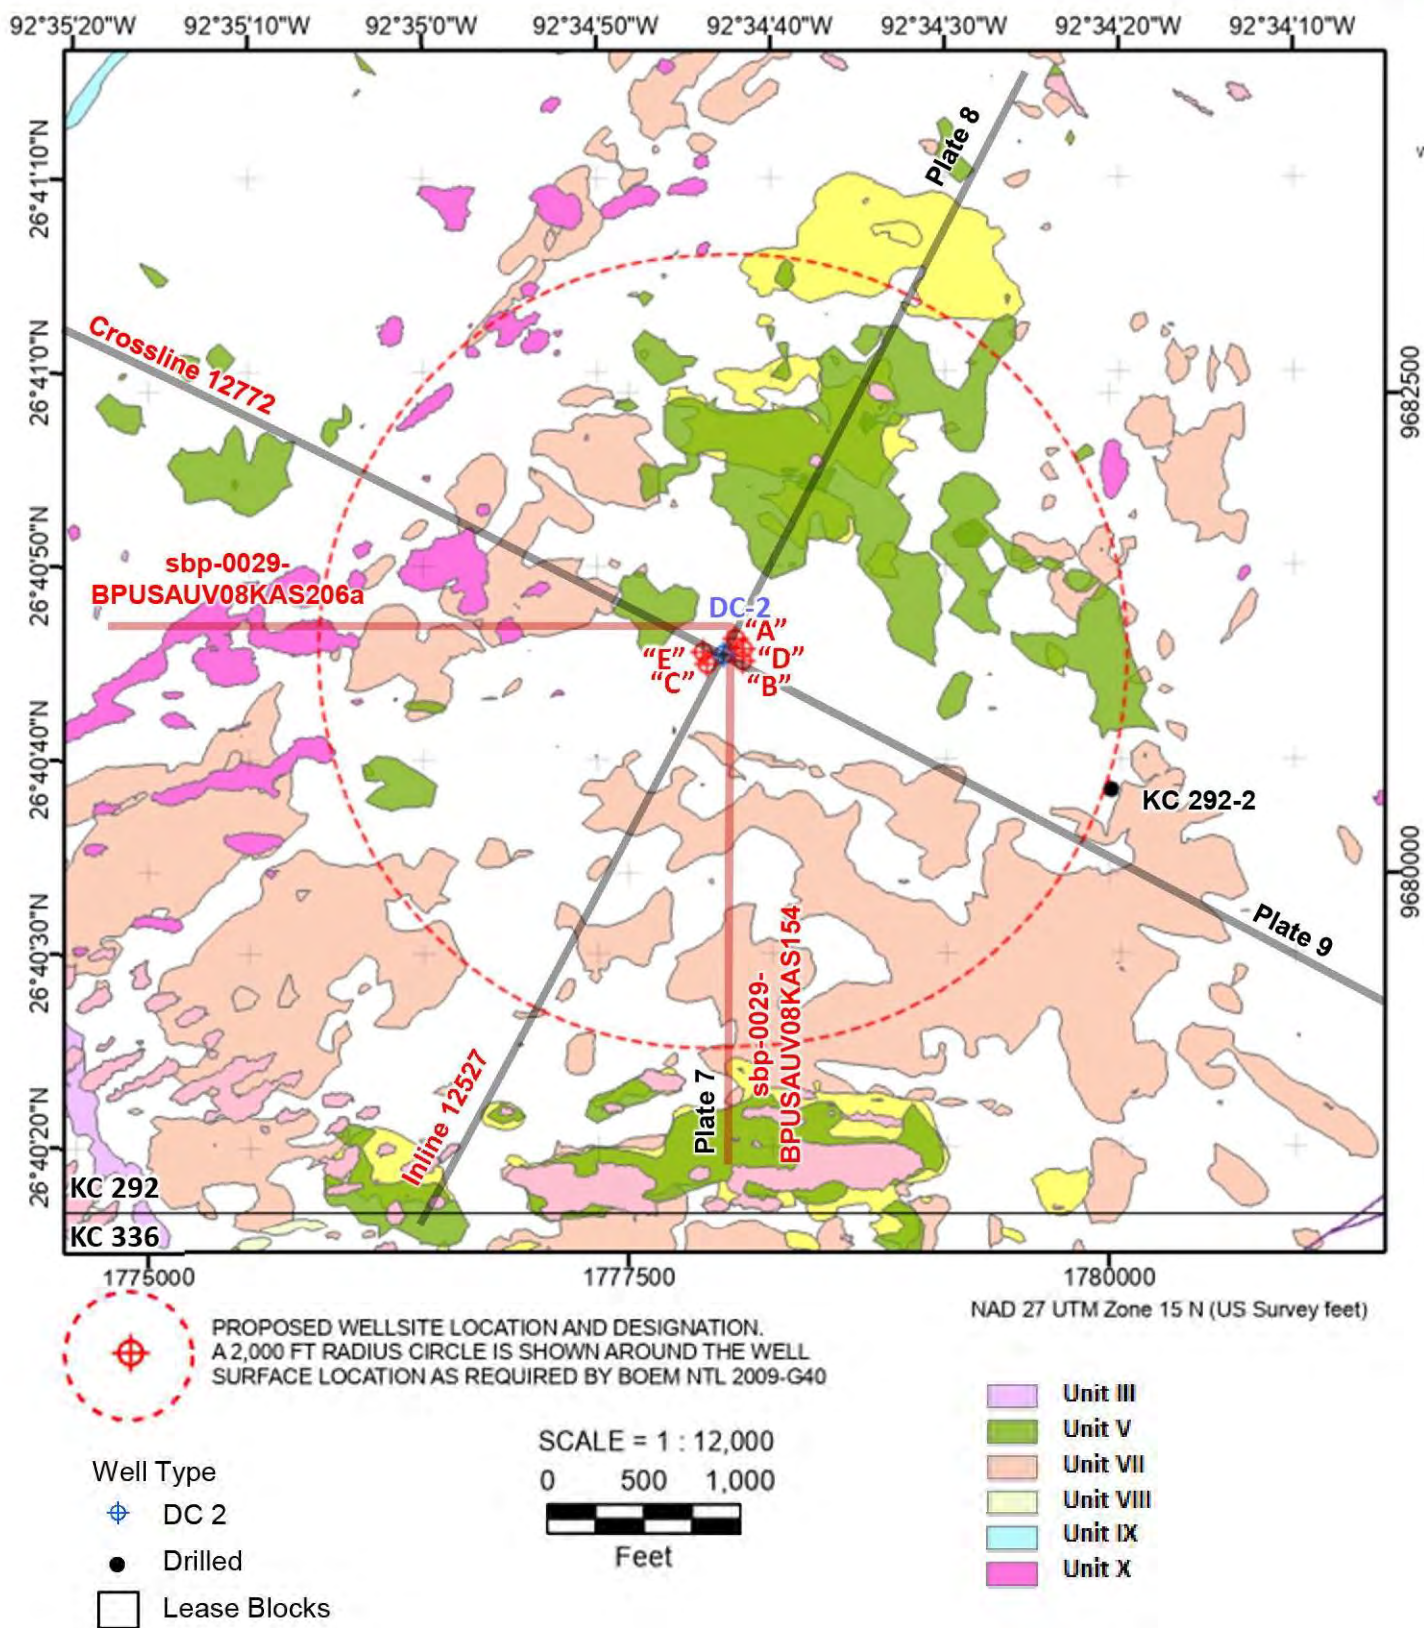 92°35'20"W 92°35'10"W 92°35'0"W 92°34'50"W 92°34'40"W 92°34'30"W 92°34'20"W 92°34'10"W
26°41'10"N
26°41'0"N
26°40'50"N
26°40'40"N
26°40'30"N
26°40'20"N
Plate 8
Crossline 12772
9682500
sbp-0029-
BPUSAUV08KAS206a
DC-2
"A"
"E" "D"
"C" "B"
KC 292-2
9680000
Plate 9
sbp-0029-
BPUSAUV08KAS154
Plate 7
Inline 12527
KC 292
KC 336
1775000 1777500 1780000
NAD 27 UTM Zone 15 N (US Survey feet)
PROPOSED WELLSITE LOCATION AND DESIGNATION.
A 2,000 FT RADIUS CIRCLE IS SHOWN AROUND THE WELL
SURFACE LOCATION AS REQUIRED BY BOEM NTL 2009-G40
Well Type
DC 2
Drilled
Lease Blocks
SCALE = 1 : 12,000
0 500 1,000
Feet
Unit III
Unit V
Unit VII
Unit VIII
Unit IX
Unit X